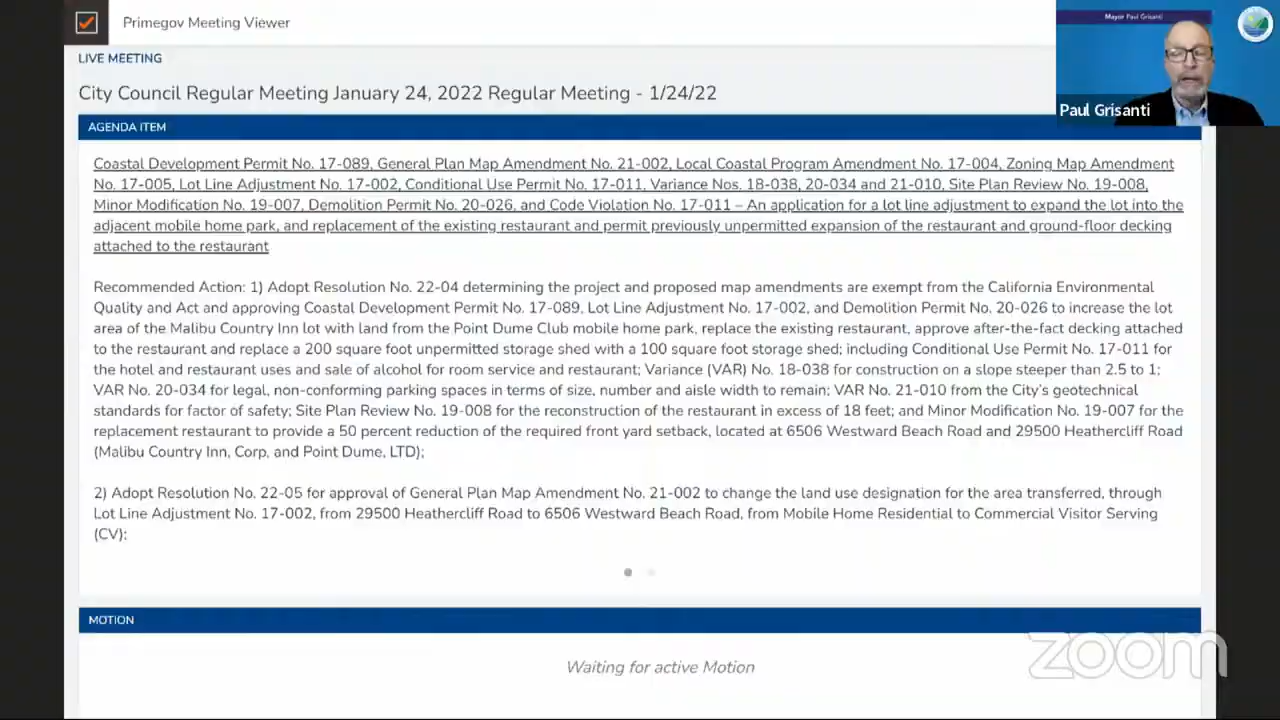 Primegov Meeting Viewer
Mayor Paul Grisanti
LIVE MEETING
City Council Regular Meeting January 24, 2022 Regular Meeting - 1/24/22
Paul Grisanti
AGENDA ITEM
Coastal Development Permit No. 17-089, General Plan Map Amendment No. 21-002, Local Coastal Program Amendment No. 17-004, Zoning Map Amendment
No. 17-005, Lot Line Adjustment No. 17-002, Conditional Use Permit No. 17-011, Variance Nos. 18-038, 20-034 and 21-010, Site Plan Review No. 19-008,
Minor Modification No. 19-007, Demolition Permit No. 20-026, and Code Violation No. 17-011 – An application for a lot line adjustment to expand the lot into the
adjacent mobile home park, and replacement of the existing restaurant and permit previously unpermitted expansion of the restaurant and ground-floor decking
attached to the restaurant
Recommended Action: 1) Adopt Resolution No. 22-04 determining the project and proposed map amendments are exempt from the California Environmental
Quality and Act and approving Coastal Development Permit No. 17-089, Lot Line Adjustment No. 17-002, and Demolition Permit No. 20-026 to increase the lot
area of the Malibu Country Inn lot with land from the Point Dume Club mobile home park, replace the existing restaurant, approve after-the-fact decking attached
to the restaurant and replace a 200 square foot unpermitted storage shed with a 100 square foot storage shed; including Conditional Use Permit No. 17-011 for
the hotel and restaurant uses and sale of alcohol for room service and restaurant; Variance (VAR) No. 18-038 for construction on a slope steeper than 2.5 to 1;
VAR No. 20-034 for legal, non-conforming parking spaces in terms of size, number and aisle width to remain; VAR No. 21-010 from the City's geotechnical
standards for factor of safety; Site Plan Review No. 19-008 for the reconstruction of the restaurant in excess of 18 feet; and Minor Modification No. 19-007 for the
replacement restaurant to provide a 50 percent reduction of the required front yard setback, located at 6506 Westward Beach Road and 29500 Heathercliff Road
(Malibu Country Inn, Corp, and Point Dume, LTD);
2) Adopt Resolution No. 22-05 for approval of General Plan Map Amendment No. 21-002 to change the land use designation for the area transferred, through
Lot Line Adjustment No. 17-002, from 29500 Heathercliff Road to 6506 Westward Beach Road, from Mobile Home Residential to Commercial Visitor Serving
(CV);
MOTION
Waiting for active Motion
zoom